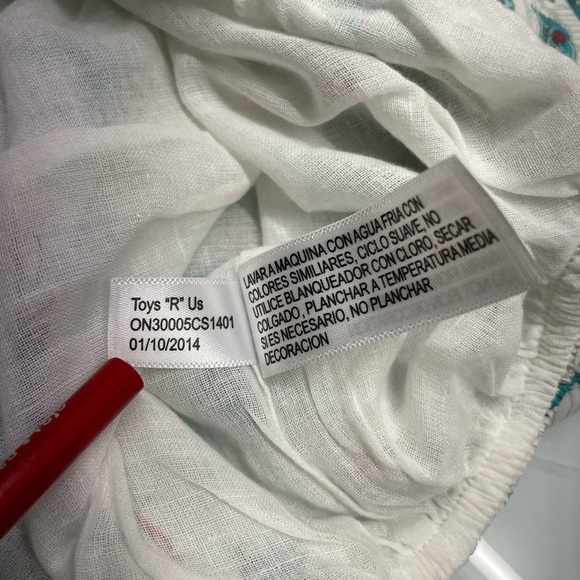 Toys "R" Us
ON30005CS1401
01/10/2014
LAVAR A MAQUINA CON AGUA FRIA CON
COLORES SIMILIARES, CICLO SUAVE, NO
UTILICE BLANQUEADOR CON CLORO, SECAR
COLGADO, PLANCHAR A TEMPERATURA MEDIA
SI ES NECESARIO, NO PLANCHAR
DECORACION